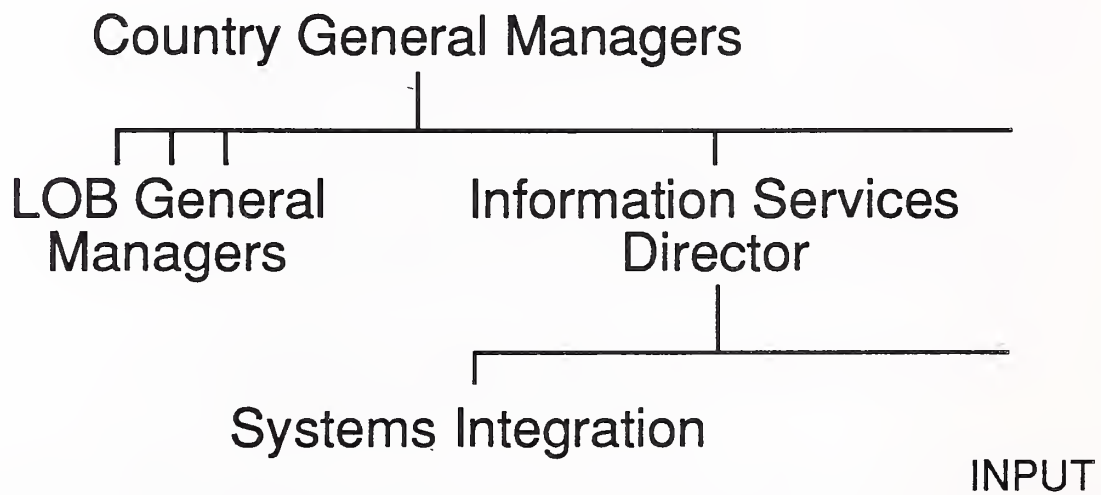 Country General Managers
LOB General
Managers
Information Services
Director
Systems Integration
INPUT